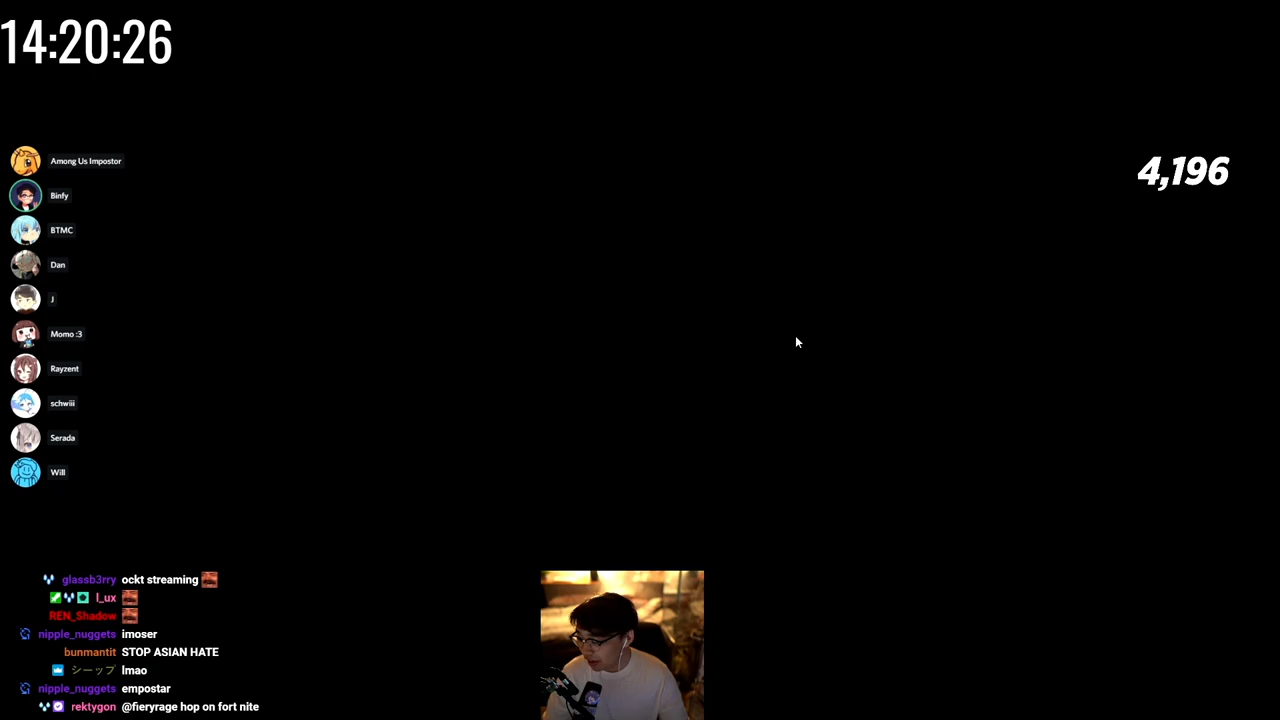 14:20:26
Among Us Impostor
Binfy
BTMC
Dan
J
Momo :3
Rayzent
schwiii
Serada
Will
4,196
glassb3rry ockt streaming
l_ux
REN_Shadow
nipple_nuggets imoser
bunmantit STOP ASIAN HATE
シーップ lmao
nipple_nuggets empostar
rektygon @fieryrage hop on fort nite